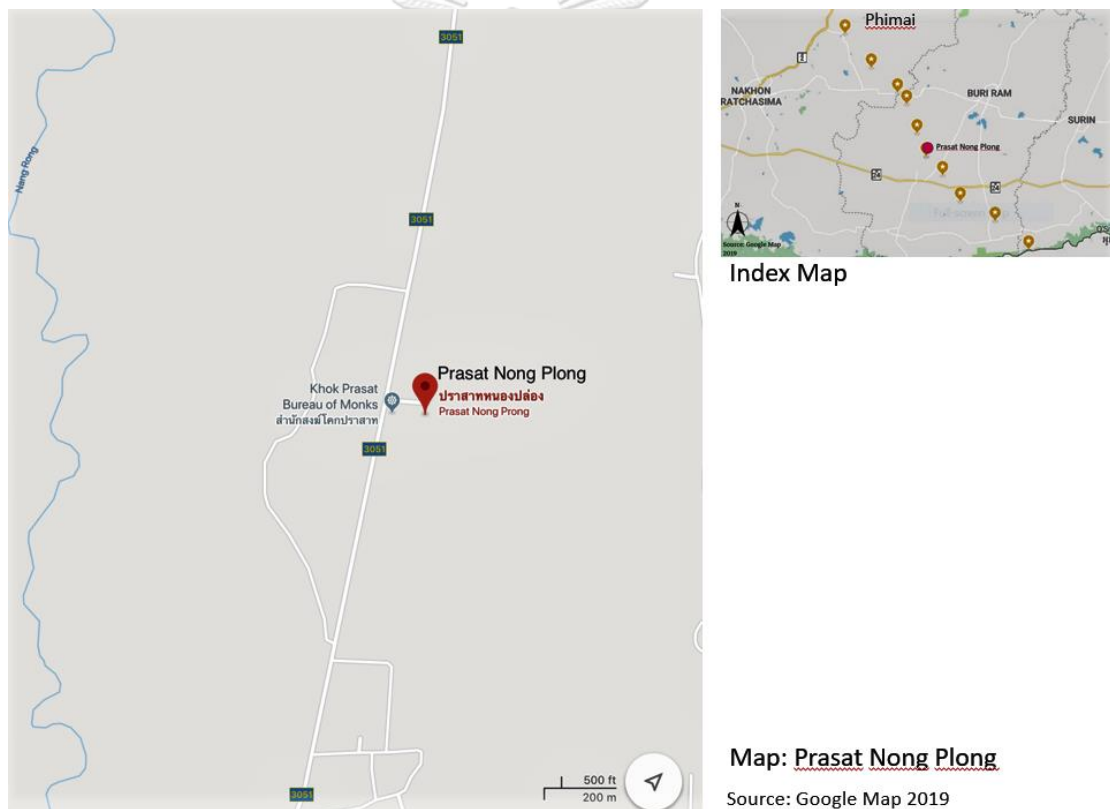 3051
3051
Nang Rong
Prasat Nong Plong
ปราสาทหนองปล่อง
Prasat Nong Prong
Khok Prasat
Bureau of Monks
สำนักสงฆ์โคกปราสาท
3051
3051
500 ft
200 m
Phimai
NAKHON
RATCHASIMA
BURI RAM
SURIN
Prasat Nong Plong
24
24
N
Source: Google Map
2019
Index Map
Map: Prasat Nong Plong
Source: Google Map 2019